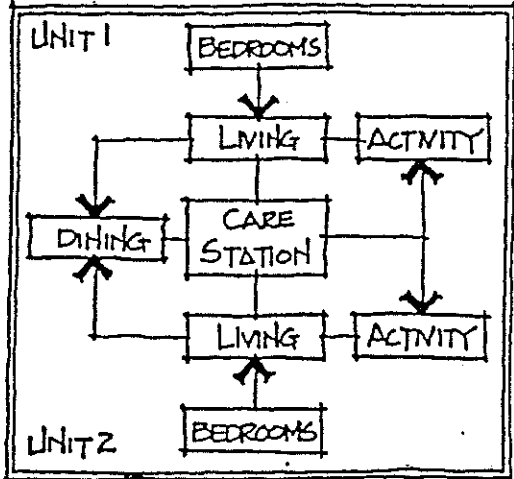 UNIT 1
BEDROOMS
LIVING
ACTIVITY
CARE
STATION
DINING
LIVING
ACTIVITY
BEDROOMS
UNIT 2